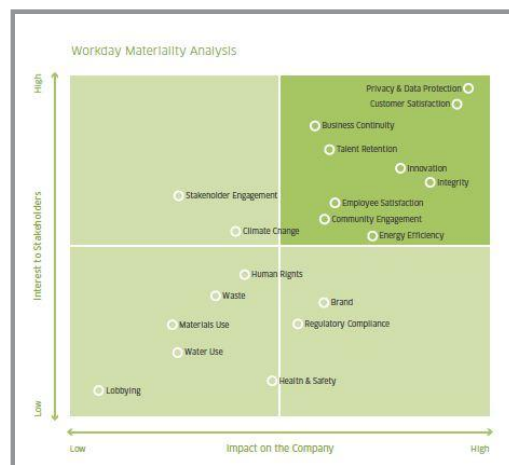 Workday Materiality Analysis
High
Privacy & Data Protection
Customer Satisfaction
Business Continuity
Talent Retention
Innovation
Integrity
Stakeholder Engagement
Employee Satisfaction
Community Engagement
Climate Change
Energy Efficiency
Interest to Stakeholders
Human Rignts
Waste
Brand
Materials Use
Regulatory Compliance
Water Use
Health & Safety
Lobbying
Low
Low
Impact on the Company
High